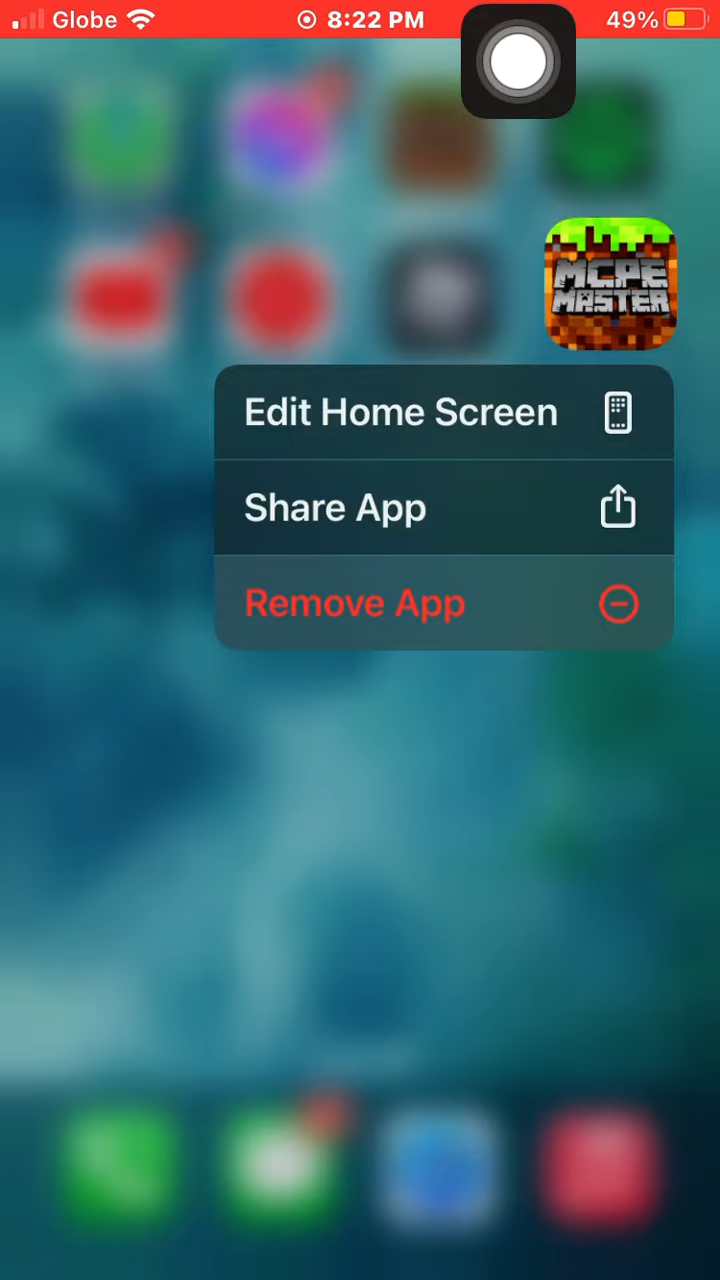 Globe 8:22 PM 49%
MCPE
MASTER
Edit Home Screen
Share App
Remove App